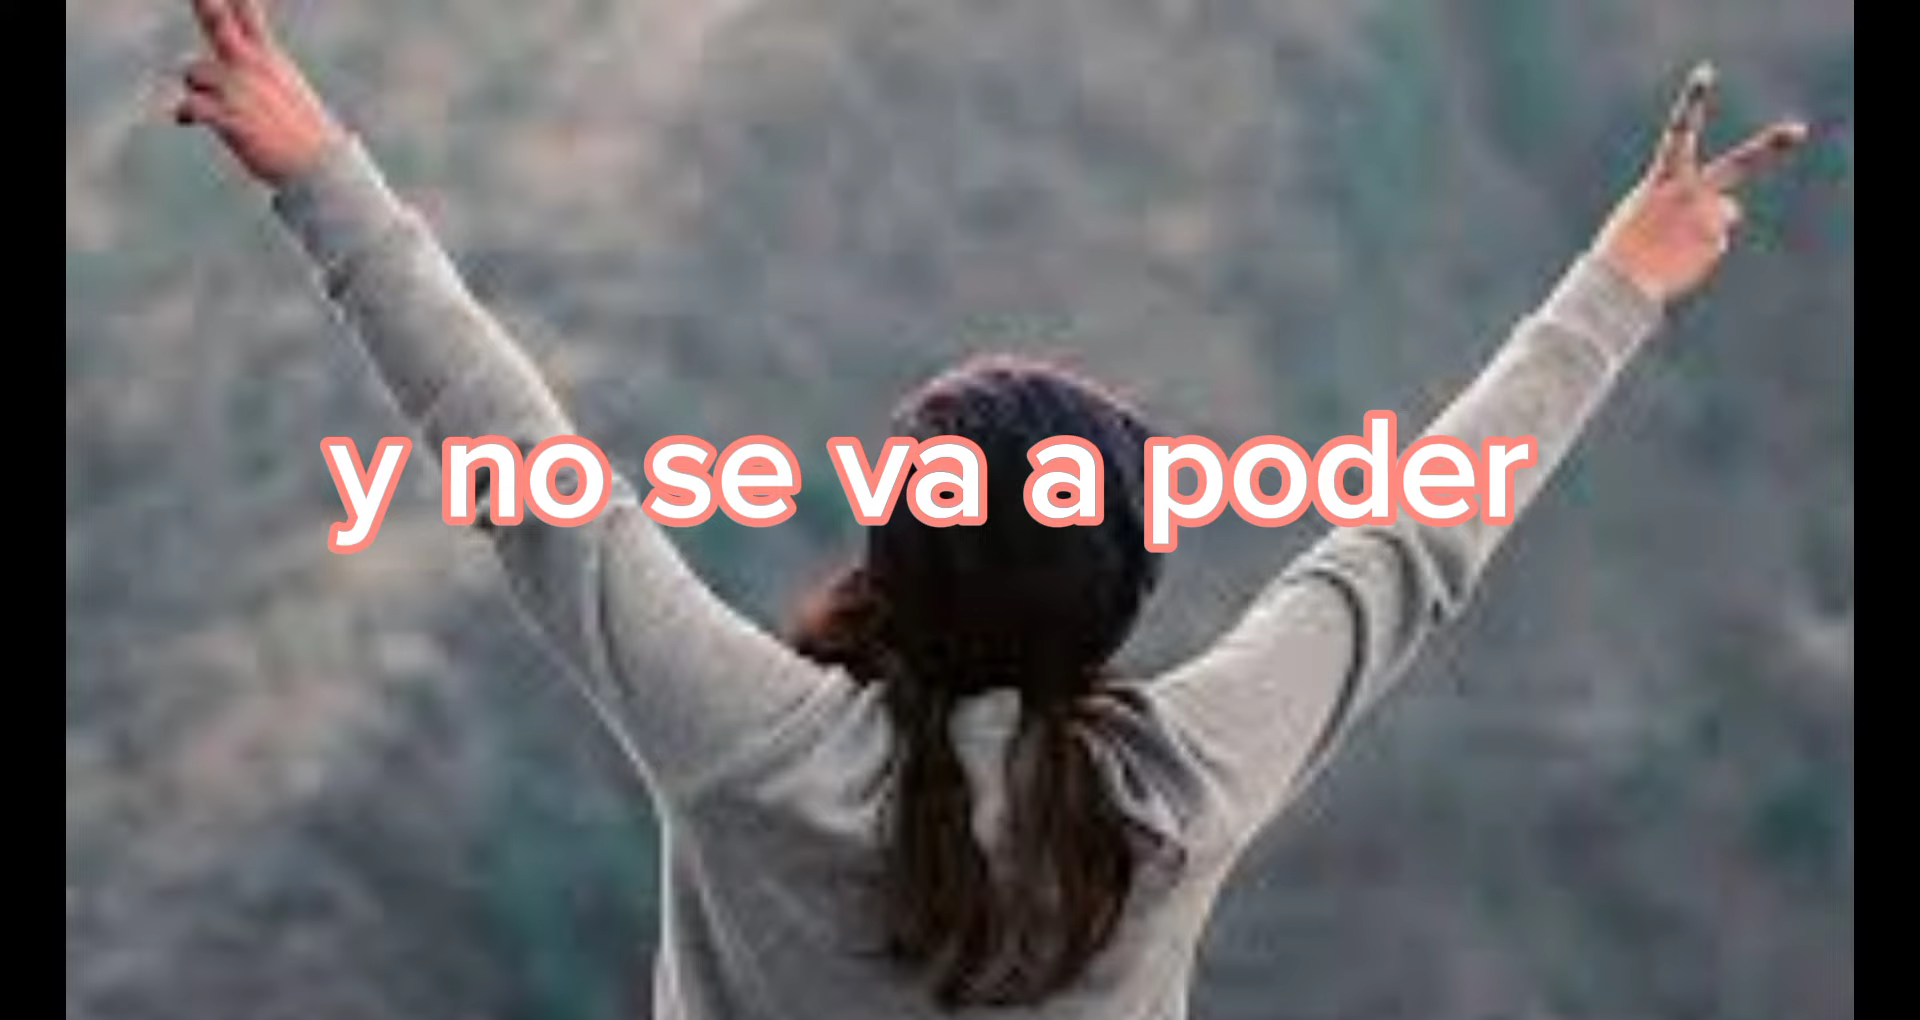 y no se va a poder